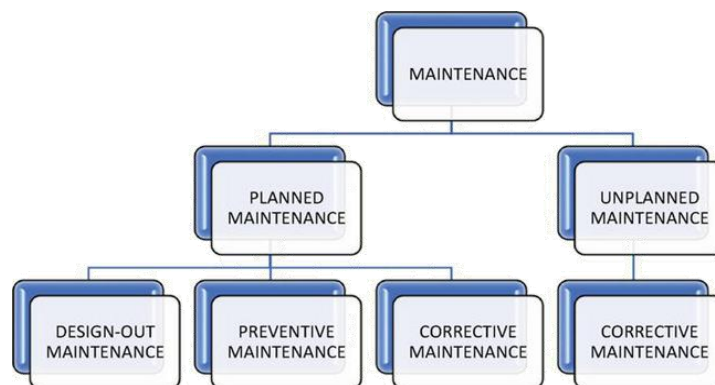 MAINTENANCE
PLANNED
MAINTENANCE
UNPLANNED
MAINTENANCE
DESIGN-OUT
MAINTENANCE
PREVENTIVE
MAINTENANCE
CORRECTIVE
MAINTENANCE
CORRECTIVE
MAINTENANCE